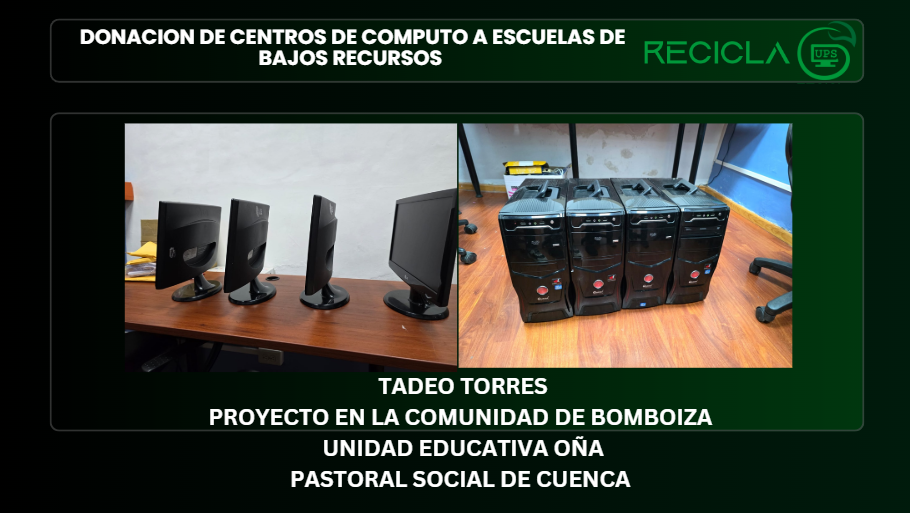 DONACION DE CENTROS DE COMPUTO A ESCUELAS DE
BAJOS RECURSOS
RECICLA
UPS
TADEO TORRES
PROYECTO EN LA COMUNIDAD DE BOMBOIZA
UNIDAD EDUCATIVA OÑA
PASTORAL SOCIAL DE CUENCA